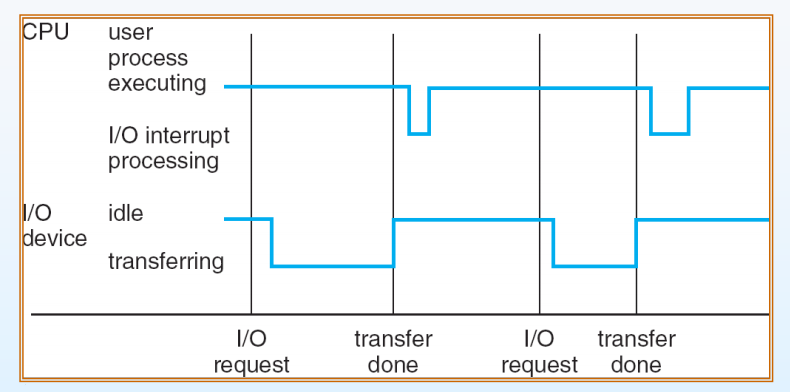 CPU
user
process
executing
I/O interrupt
processing
I/O
device
idle
transferring
I/O
request
transfer
done
I/O
request
transfer
done